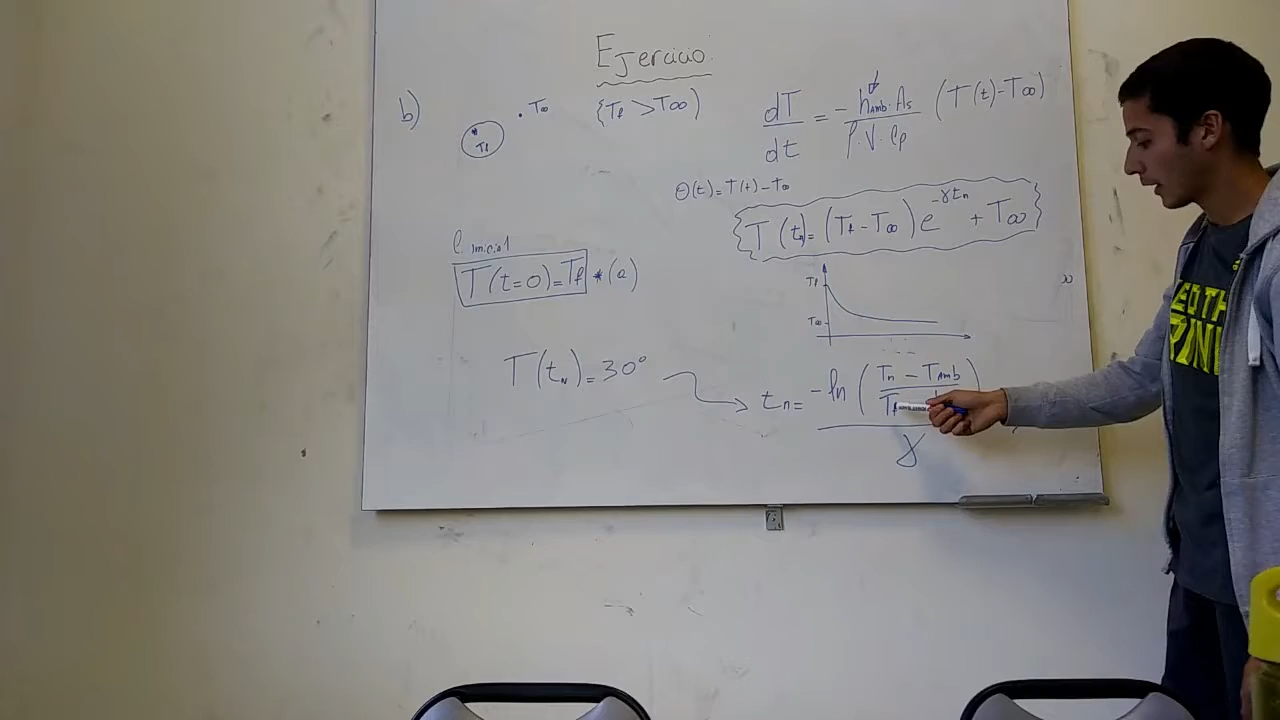 Ejercicio
b)
T∞
{Tf > T∞)
Tf
dT/dt = -hAmb.As/ρ.V.Cp (T(t)-T∞)
Θ(t)=T(t)-T∞
T(tn)=(Tf-T∞)e^-γtn + T∞
C. inicial
T(t=0)=Tf *(a)
Tf
T∞
∞
T(tN)=30°
tn = -ln(Tn - TAmb/Tf
γ